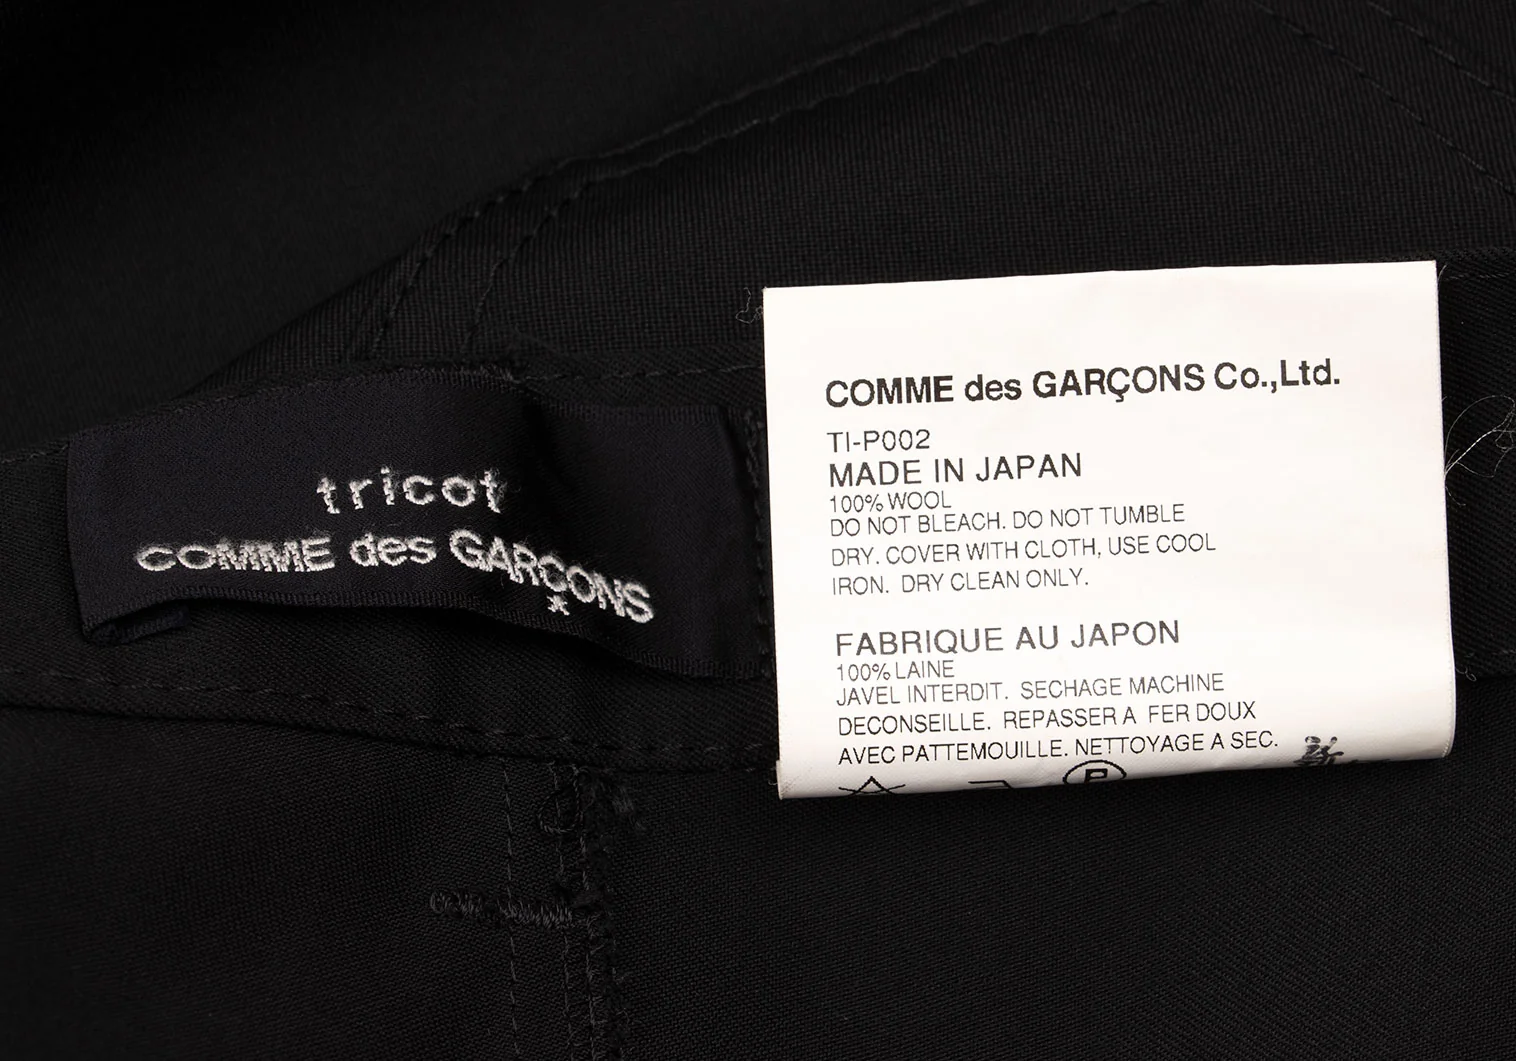 tricot
COMME des GARÇONS
COMME des GARÇONS Co.,Ltd.
TI-P002
MADE IN JAPAN
100% WOOL
DO NOT BLEACH. DO NOT TUMBLE
DRY. COVER WITH CLOTH, USE COOL
IRON. DRY CLEAN ONLY.
FABRIQUE AU JAPON
100% LAINE
JAVEL INTERDIT. SECHAGE MACHINE
DECONSEILLE. REPASSER A FER DOUX
AVEC PATTEMOUILLE. NETTOYAGE A SEC.
P